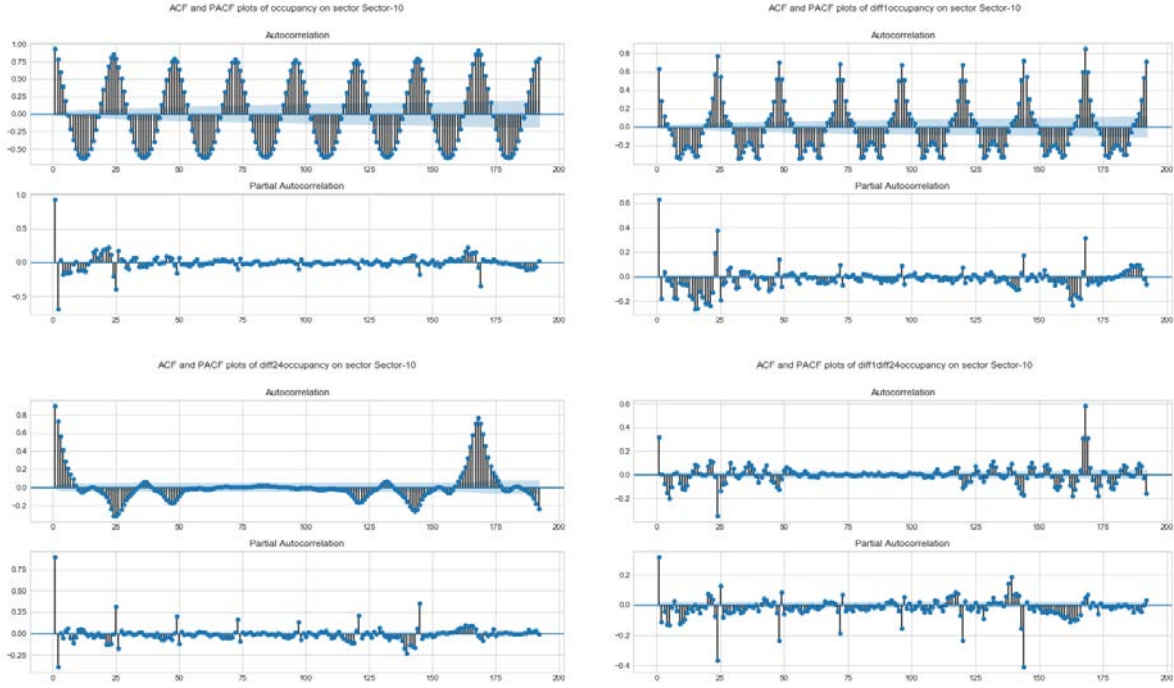 ACF and PACF plots of occupancy on sector Sector-10
Autocorrelation
1.00
0.75
0.50
0.25
0.00
−0.25
−0.50
0 25 50 75 100 125 150 175 200
Partial Autocorrelation
1.0
0.5
0.0
−0.5
0 25 50 75 100 125 150 175 200
ACF and PACF plots of diff1occupancy on sector Sector-10
Autocorrelation
0.8
0.6
0.4
0.2
0.0
−0.2
0 25 50 75 100 125 150 175 200
Partial Autocorrelation
0.6
0.4
0.2
0.0
−0.2
0 25 50 75 100 125 150 175 200
ACF and PACF plots of diff24occupancy on sector Sector-10
Autocorrelation
0.8
0.6
0.4
0.2
0.0
−0.2
0 25 50 75 100 125 150 175 200
Partial Autocorrelation
0.75
0.50
0.25
0.00
−0.25
0 25 50 75 100 125 150 175 200
ACF and PACF plots of diff1diff24occupancy on sector Sector-10
Autocorrelation
0.6
0.4
0.2
0.0
−0.2
0 25 50 75 100 125 150 175 200
Partial Autocorrelation
0.2
0.0
−0.2
−0.4
0 25 50 75 100 125 150 175 200